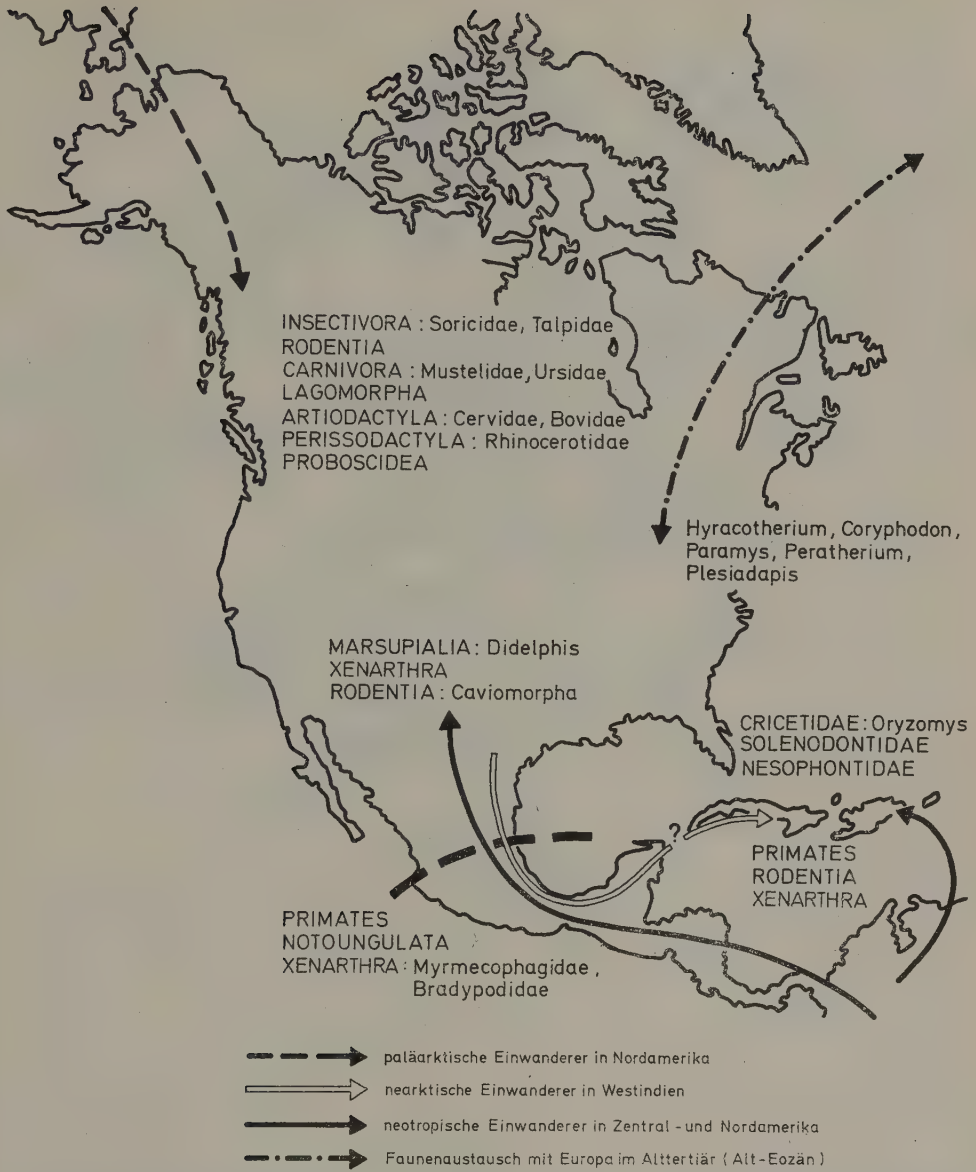 INSECTIVORA : Soricidae, Talpidae
RODENTIA
CARNIVORA : Mustelidae, Ursidae
LAGOMORPHA
ARTIODACTYLA : Cervidae, Bovidae
PERISSODACTYLA : Rhinocerotidae
PROBOSCIDEA
Hyracotherium, Coryphodon,
Paramys, Peratherium,
Plesiadapis
MARSUPIALIA : Didelphis
XENARTHRA
RODENTIA : Caviomorpha
CRICETIDAE : Oryzomys
SOLENODONTIDAE
NESOPHONTIDAE
?
PRIMATES
RODENTIA
XENARTHRA
PRIMATES
NOTOUNGULATA
XENARTHRA : Myrmecophagidae,
Bradypodidae
paläarktische Einwanderer in Nordamerika
nearktische Einwanderer in Westindien
neotropische Einwanderer in Zentral - und Nordamerika
Faunenaustausch mit Europa im Alttertiär ( Alt - Eozän )